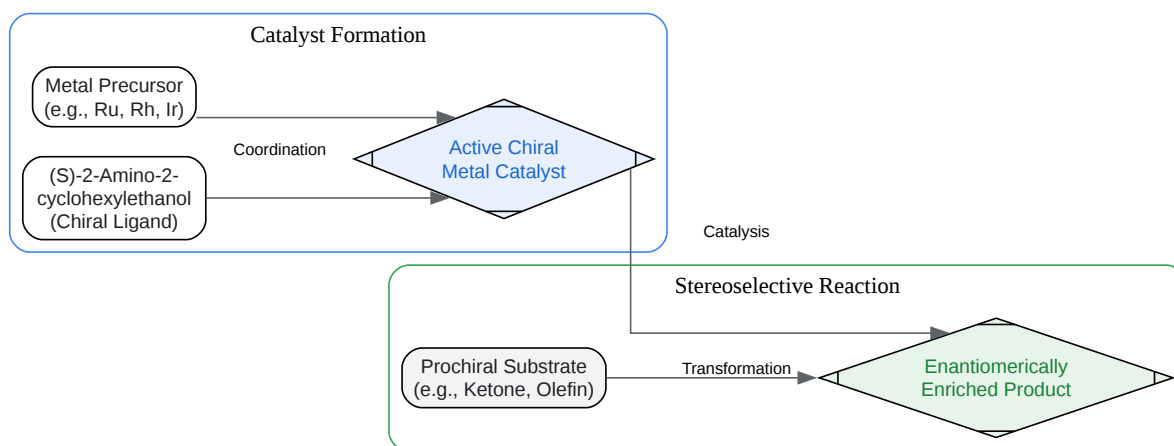 Catalyst Formation
Metal Precursor
(e.g., Ru, Rh, Ir)
Coordination
(S)-2-Amino-2-
cyclohexylethanol
(Chiral Ligand)
Active Chiral
Metal Catalyst
Catalysis
Stereoselective Reaction
Prochiral Substrate
(e.g., Ketone, Olefin)
Transformation
Enantiomerically
Enriched Product